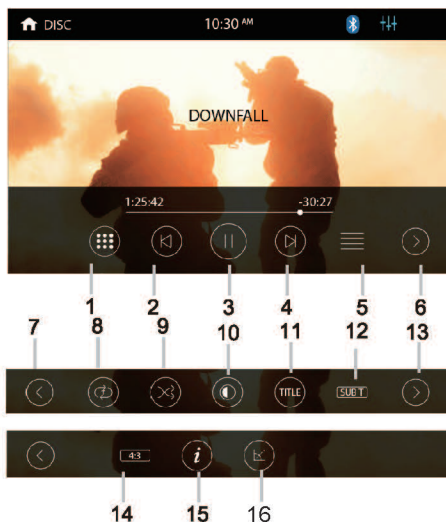 DISC 10:30 AM
DOWNFALL
1:25:42 -30:27
1 2 3 4 5 6
7 8 9 10 11 12 13
TITLE SUB T
4:3 i
14 15 16